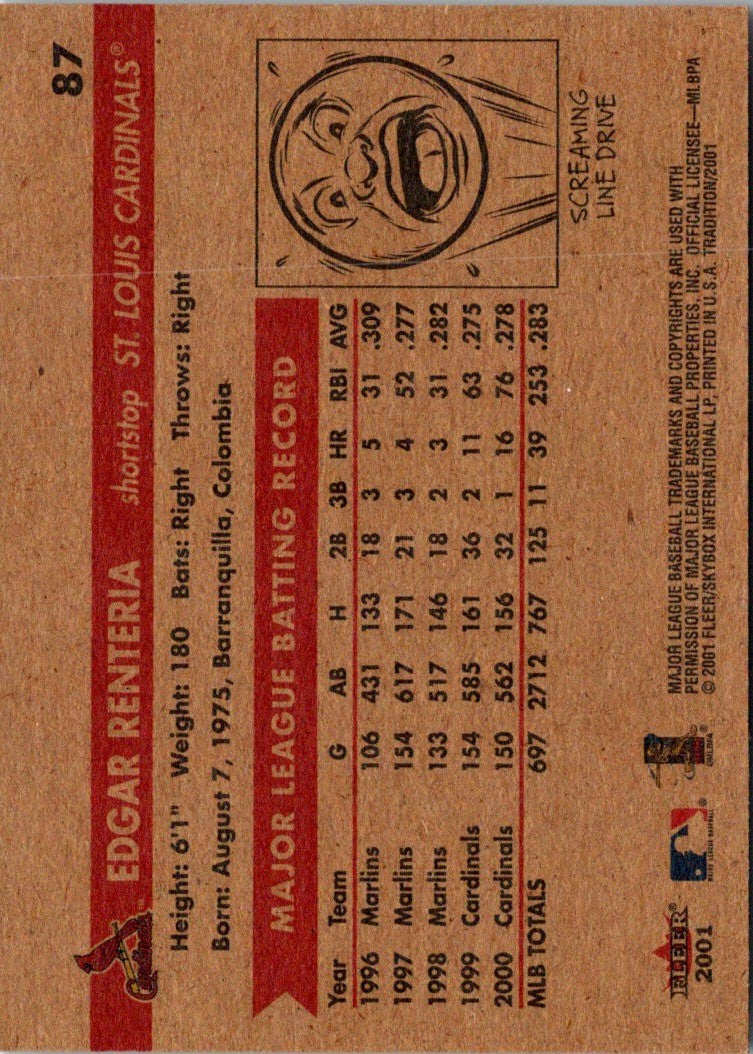 87
EDGAR RENTERIA shortstop ST. LOUIS CARDINALS®
Cardinals
Height: 6'1" Weight: 180 Bats: Right Throws: Right
Born: August 7, 1975, Barranquilla, Colombia
MAJOR LEAGUE BATTING RECORD
Year Team G AB H 2B 3B HR RBI AVG
1996 Marlins 106 431 133 18 3 5 31 .309
1997 Marlins 154 617 171 21 3 4 52 .277
1998 Marlins 133 517 146 18 2 3 31 .282
1999 Cardinals 154 585 161 36 2 11 63 .275
2000 Cardinals 150 562 156 32 1 16 76 .278
MLB TOTALS 697 2712 767 125 11 39 253 .283
SCREAMING
LINE DRIVE
FLEER®
2001
MAJOR LEAGUE BASEBALL TRADEMARKS AND COPYRIGHTS ARE USED WITH
PERMISSION OF MAJOR LEAGUE BASEBALL PROPERTIES, INC. OFFICIAL LICENSEE—MLBPA
© 2001 FLEER/SKYBOX INTERNATIONAL LP, PRINTED IN U.S.A. TRADITION/2001